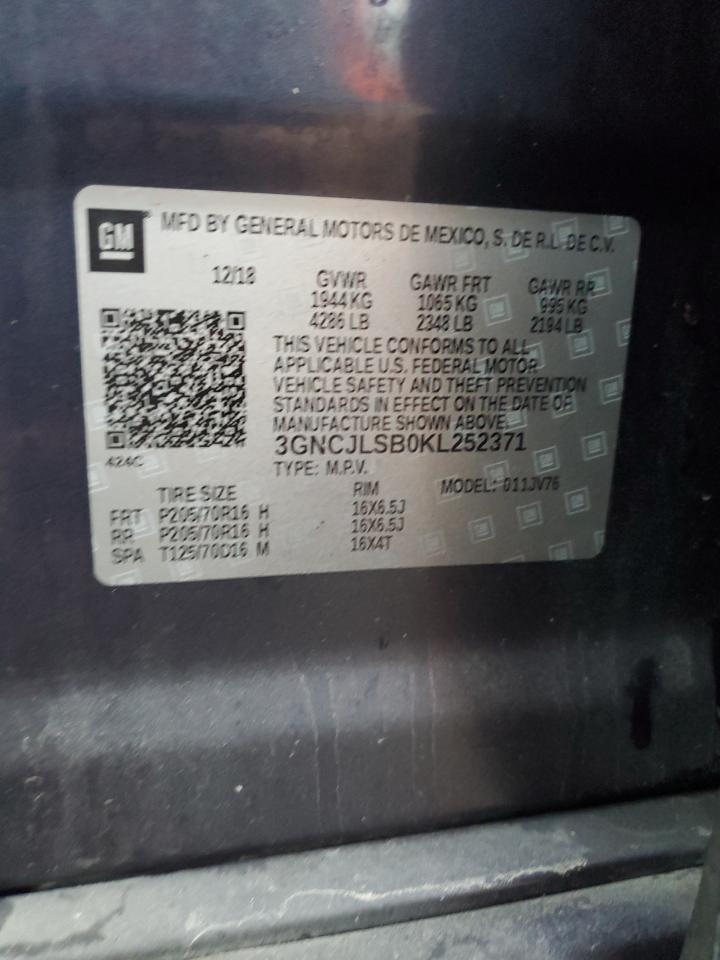 GM® MFD BY GENERAL MOTORS DE MEXICO, S. DE R.L. DE C.V.
12/18 GVWR GAWR FRT GAWR RR
1944 KG 1065 KG 995 KG
4286 LB 2348 LB 2194 LB
THIS VEHICLE CONFORMS TO ALL
APPLICABLE U.S. FEDERAL MOTOR
VEHICLE SAFETY AND THEFT PREVENTION
STANDARDS IN EFFECT ON THE DATE OF
MANUFACTURE SHOWN ABOVE.
3GNCJLSB0KL252371
424C
TYPE: M.P.V.
TIRE SIZE RIM MODEL: 011JV76
FRT P205/70R16 H 16X6.5J
RR P205/70R16 H 16X6.5J
SPA T125/70D16 M 16X4T